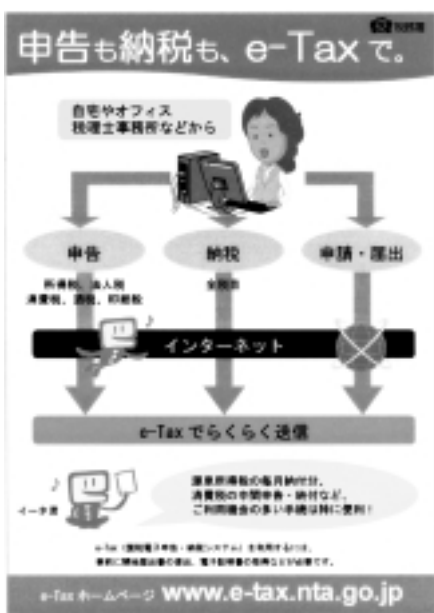 税務署
申告も納税も、e-Taxで。
自宅やオフィス
税理士事務所などから
申告
納税
申請・届出
所得税、法人税
消費税、酒税、印紙税
全税目
インターネット
e-Taxでらくらく送信
源泉所得税の毎月納付分、
消費税の中間申告・納付など、
ご利用機会の多い手続は特に便利!
イータ君
e-Tax(国税電子申告・納税システム)を利用するには、
事前に開始届出書の提出、電子証明書の取得などが必要です。
e-Tax ホームページ www.e-tax.nta.go.jp